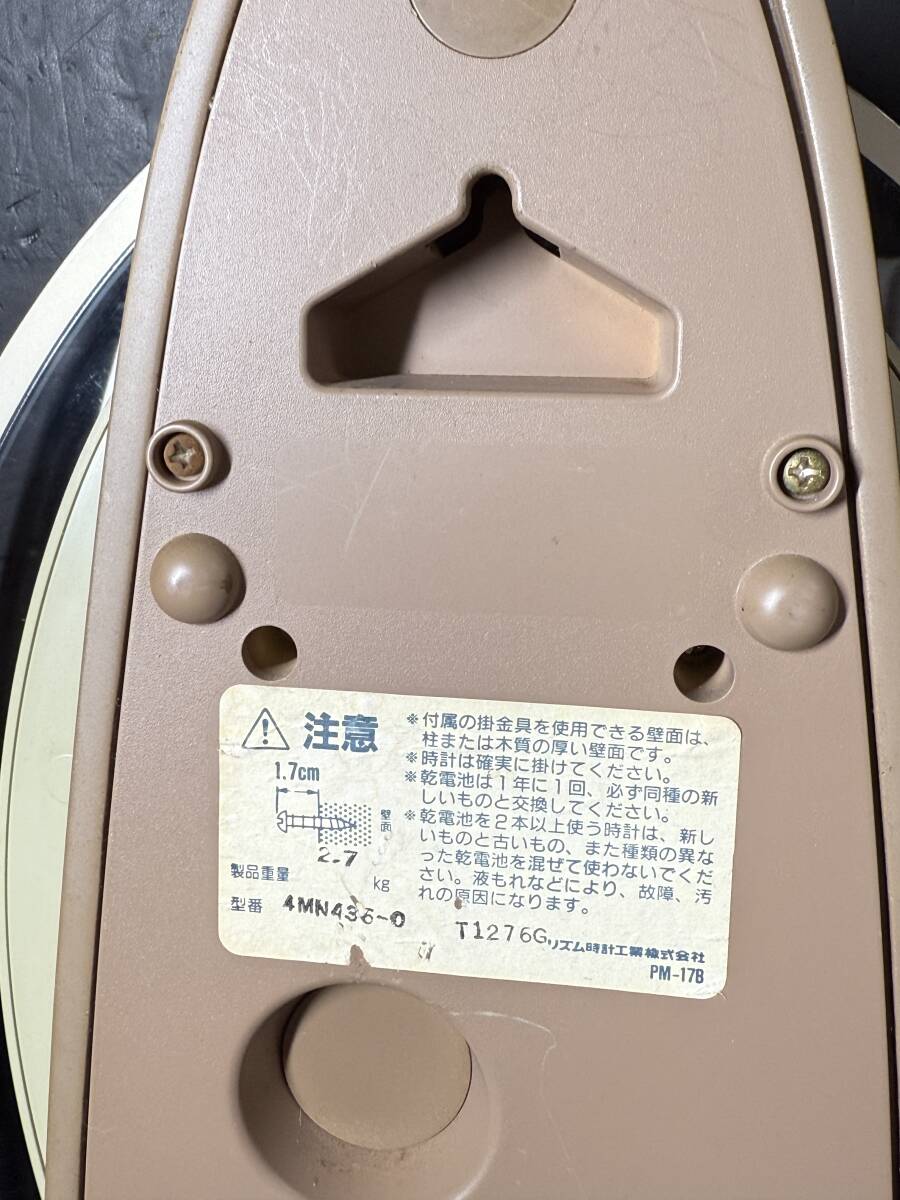 注意
1.7cm
壁面
2.7
製品重量 kg
型番 4MN436-0
※付属の掛金具を使用できる壁面は、
柱または木質の厚い壁面です。
※時計は確実に掛けてください。
※乾電池は1年に1回、必ず同種の新
しいものと交換してください。
※乾電池を2本以上使う時計は、新し
いものと古いもの、また種類の異な
った乾電池を混ぜて使わないでくだ
さい。液もれなどにより、故障、汚
れの原因になります。
T1276G
リズム時計工業株式会社
PM-17B